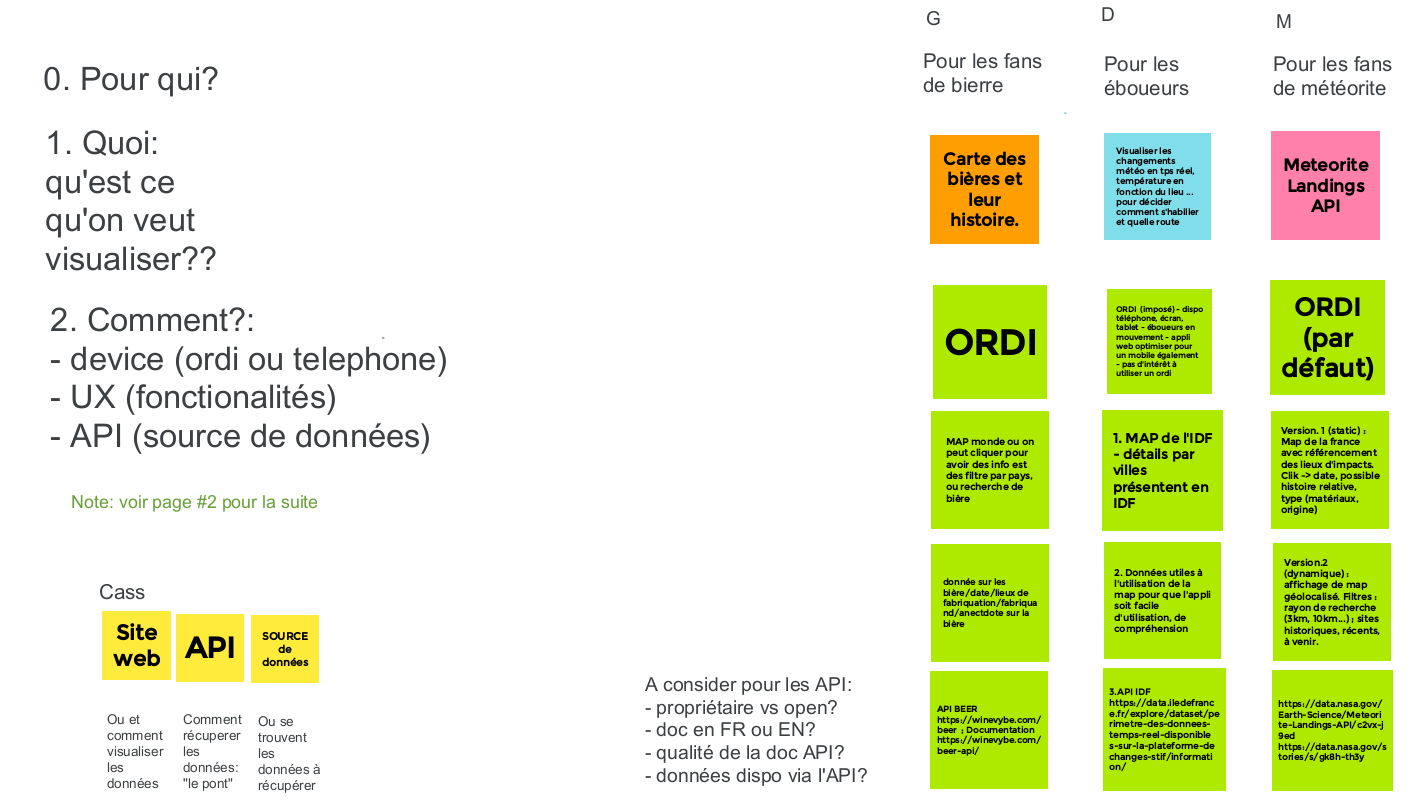 0. Pour qui?
1. Quoi:
qu'est ce
qu'on veut
visualiser??
2. Comment?:
- device (ordi ou telephone)
- UX (fonctionalités)
- API (source de données)
Note: voir page #2 pour la suite
Cass
Site
web
API
SOURCE
de
données
Ou et
comment
visualiser
les
données
Comment
récuperer
les
données:
"le pont"
Ou se
trouvent
les
données à
récupérer
A consider pour les API:
- propriétaire vs open?
- doc en FR ou EN?
- qualité de la doc API?
- données dispo via l'API?
G
Pour les fans
de bierre
Carte des
bières et
leur
histoire.
ORDI
MAP monde ou on
peut cliquer pour
avoir des info est
des filtre par pays,
ou recherche de
bière
donnée sur les
bière/date/lieux de
fabriquation/fabriqua
nd/anectdote sur la
bière
API BEER
https://winevybe.com/
beer ; Documentation
https://winevybe.com/
beer-api/
D
Pour les
éboueurs
Visualiser les
changements
météo en tps réel,
température en
fonction du lieu ...
pour décider
comment s'habiller
et quelle route
ORDI (imposé) - dispo
téléphone, écran,
tablet - éboueurs en
mouvement - appli
web optimiser pour
un mobile également
- pas d'intérêt à
utiliser un ordi
1. MAP de l'IDF
- détails par
villes
présentent en
IDF
2. Données utiles à
l'utilisation de la
map pour que l'appli
soit facile
d'utilisation, de
compréhension
3.API IDF
https://data.iledefranc
e.fr/explore/dataset/pe
rimetre-des-donnees-
temps-reel-disponible
s-sur-la-plateforme-de
changes-stif/informati
on/
M
Pour les fans
de météorite
Meteorite
Landings
API
ORDI
(par
défaut)
Version. 1 (static) :
Map de la france
avec référencement
des lieux d'impacts.
Clik -> date, possible
histoire relative,
type (matériaux,
origine)
Version.2
(dynamique) :
affichage de map
géolocalisé. Filtres :
rayon de recherche
(3km, 10km...) ; sites
historiques, récents,
à venir.
https://data.nasa.gov/
Earth-Science/Meteori
te-Landings-API/c2vx-j
9ed
https://data.nasa.gov/s
tories/s/gk8h-th3y